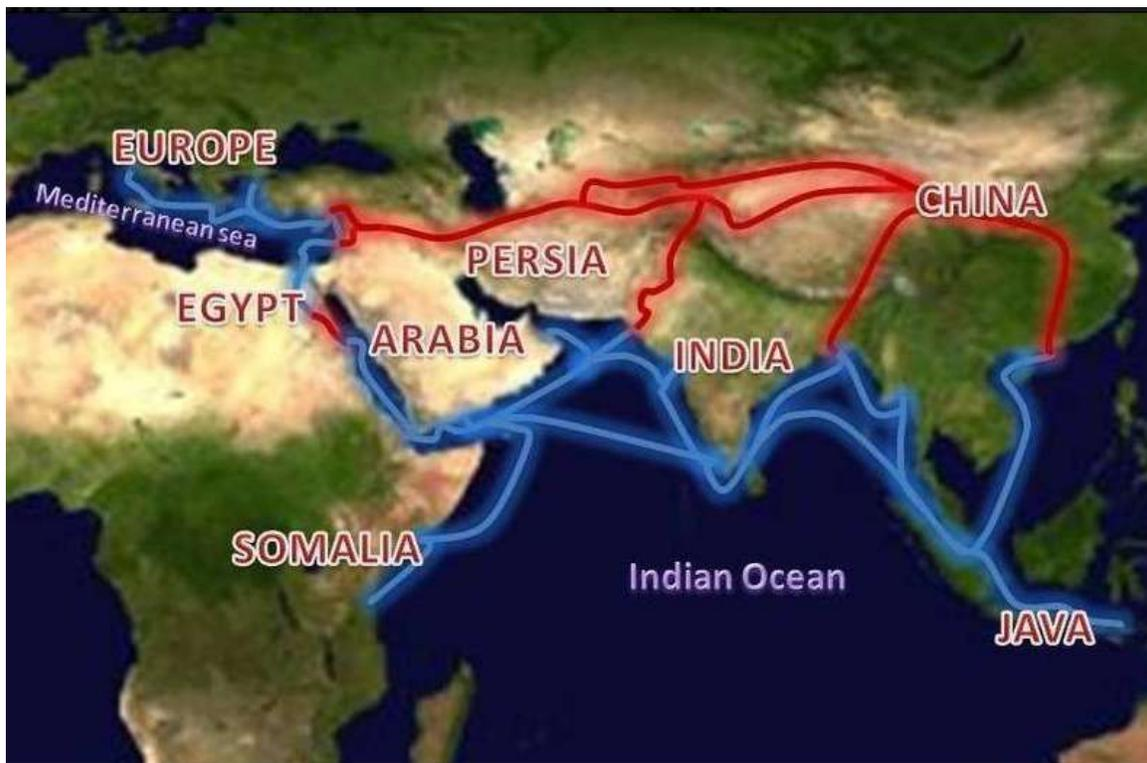 EUROPE
Mediterranean sea
CHINA
PERSIA
EGYPT
ARABIA
INDIA
SOMALIA
Indian Ocean
JAVA